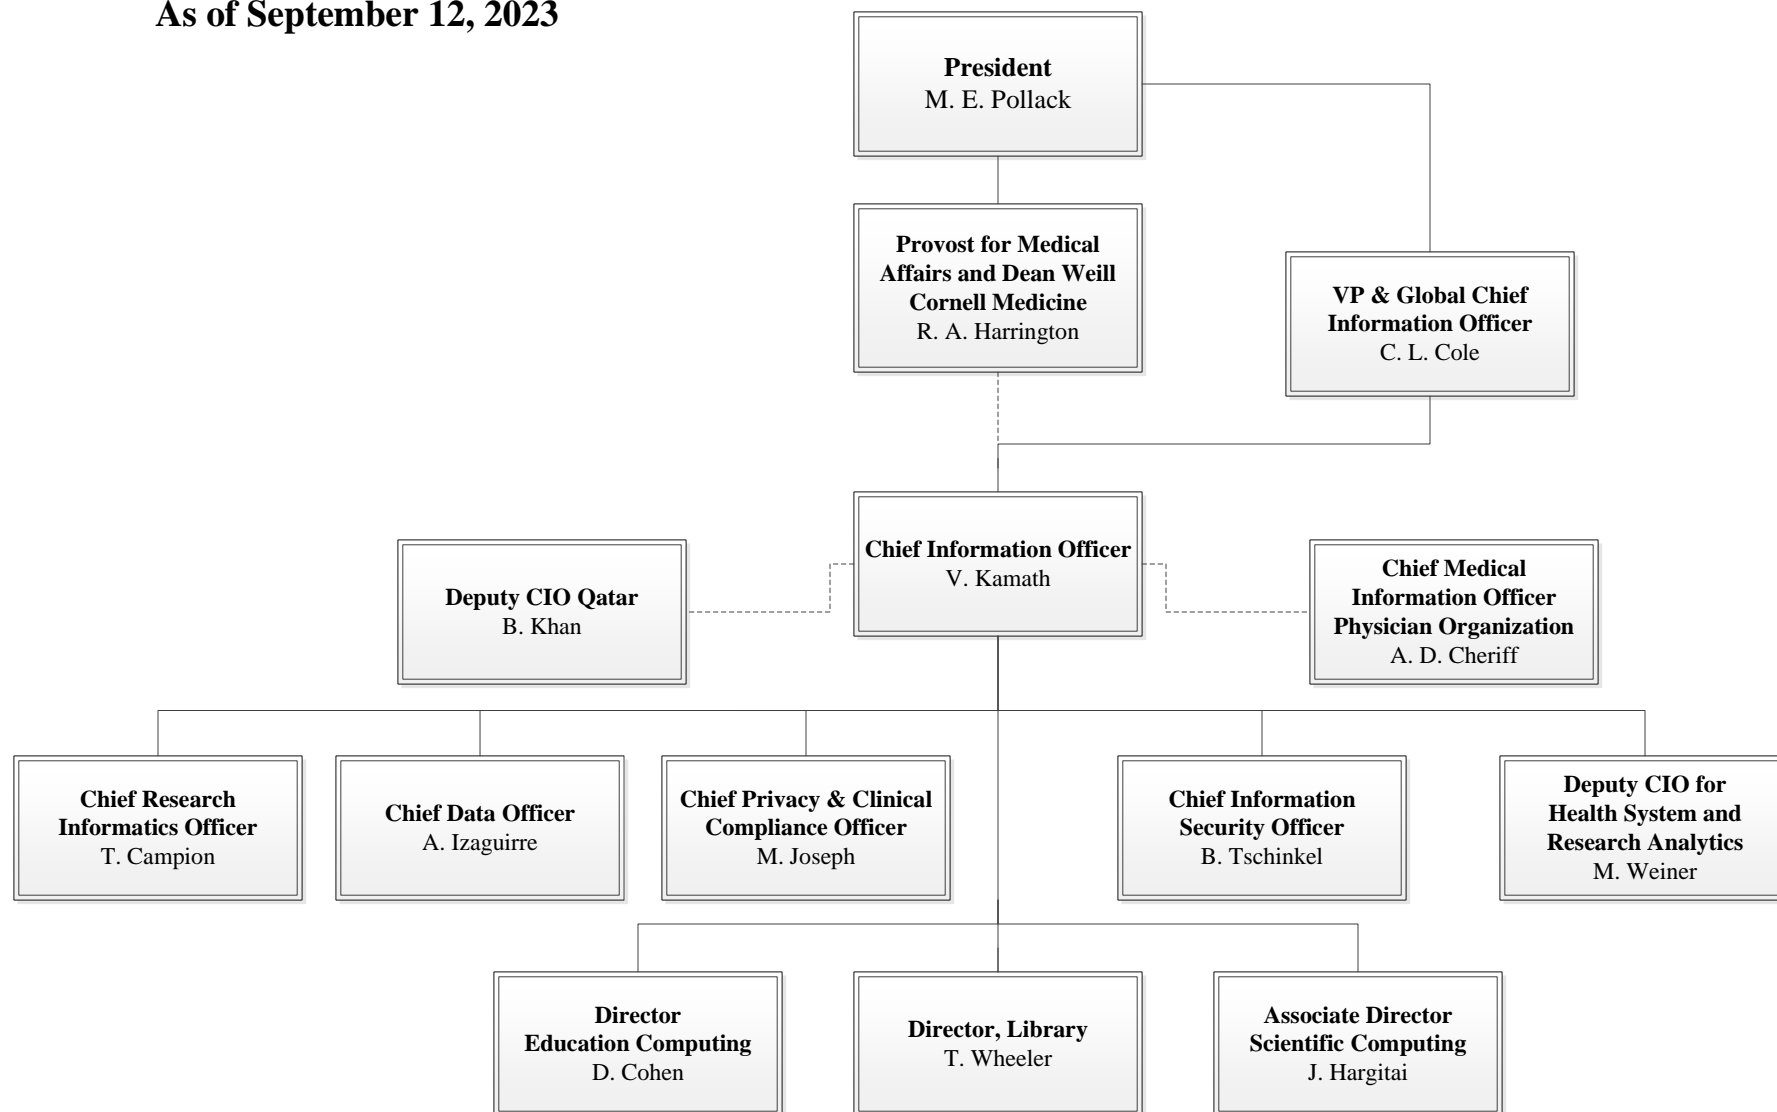 As of September 12, 2023
President
M. E. Pollack
Provost for Medical
Affairs and Dean Weill
Cornell Medicine
R. A. Harrington
VP & Global Chief
Information Officer
C. L. Cole
Chief Information Officer
V. Kamath
Deputy CIO Qatar
B. Khan
Chief Medical
Information Officer
Physician Organization
A. D. Cheriff
Chief Research
Informatics Officer
T. Campion
Chief Data Officer
A. Izaguirre
Chief Privacy & Clinical
Compliance Officer
M. Joseph
Chief Information
Security Officer
B. Tschinkel
Deputy CIO for
Health System and
Research Analytics
M. Weiner
Director
Education Computing
D. Cohen
Director, Library
T. Wheeler
Associate Director
Scientific Computing
J. Hargitai